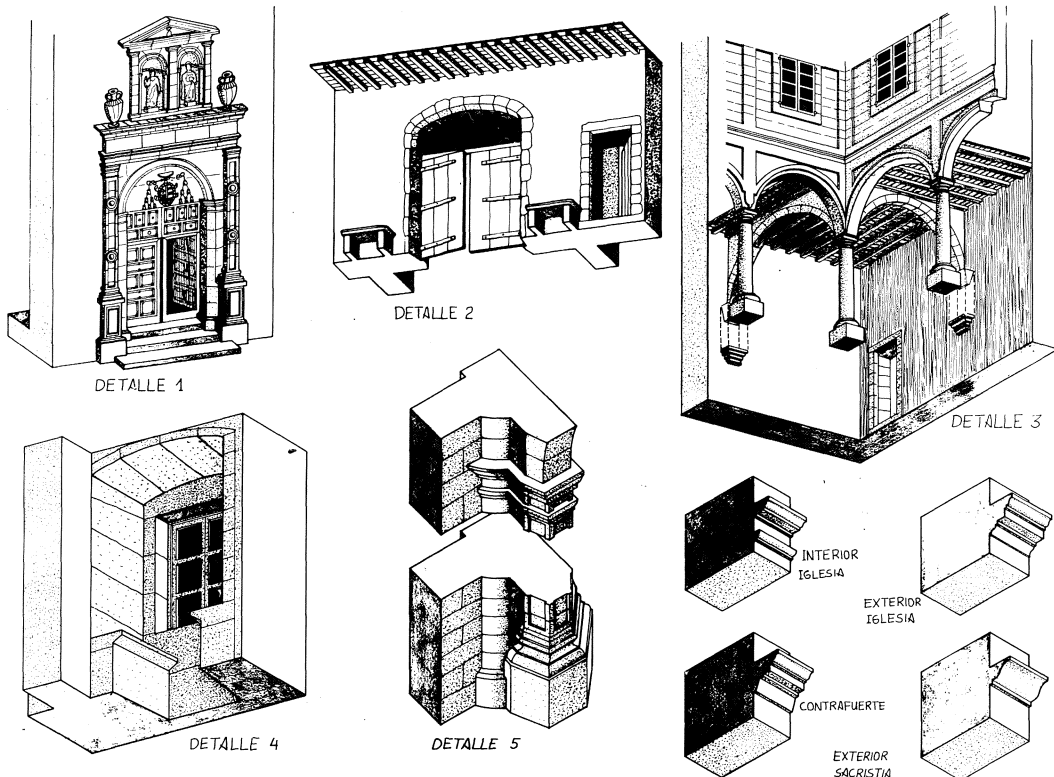 DETALLE 1
DETALLE 2
DETALLE 3
DETALLE 4
DETALLE 5
INTERIOR
IGLESIA
EXTERIOR
IGLESIA
CONTRAFUERTE
EXTERIOR
SACRISTIA